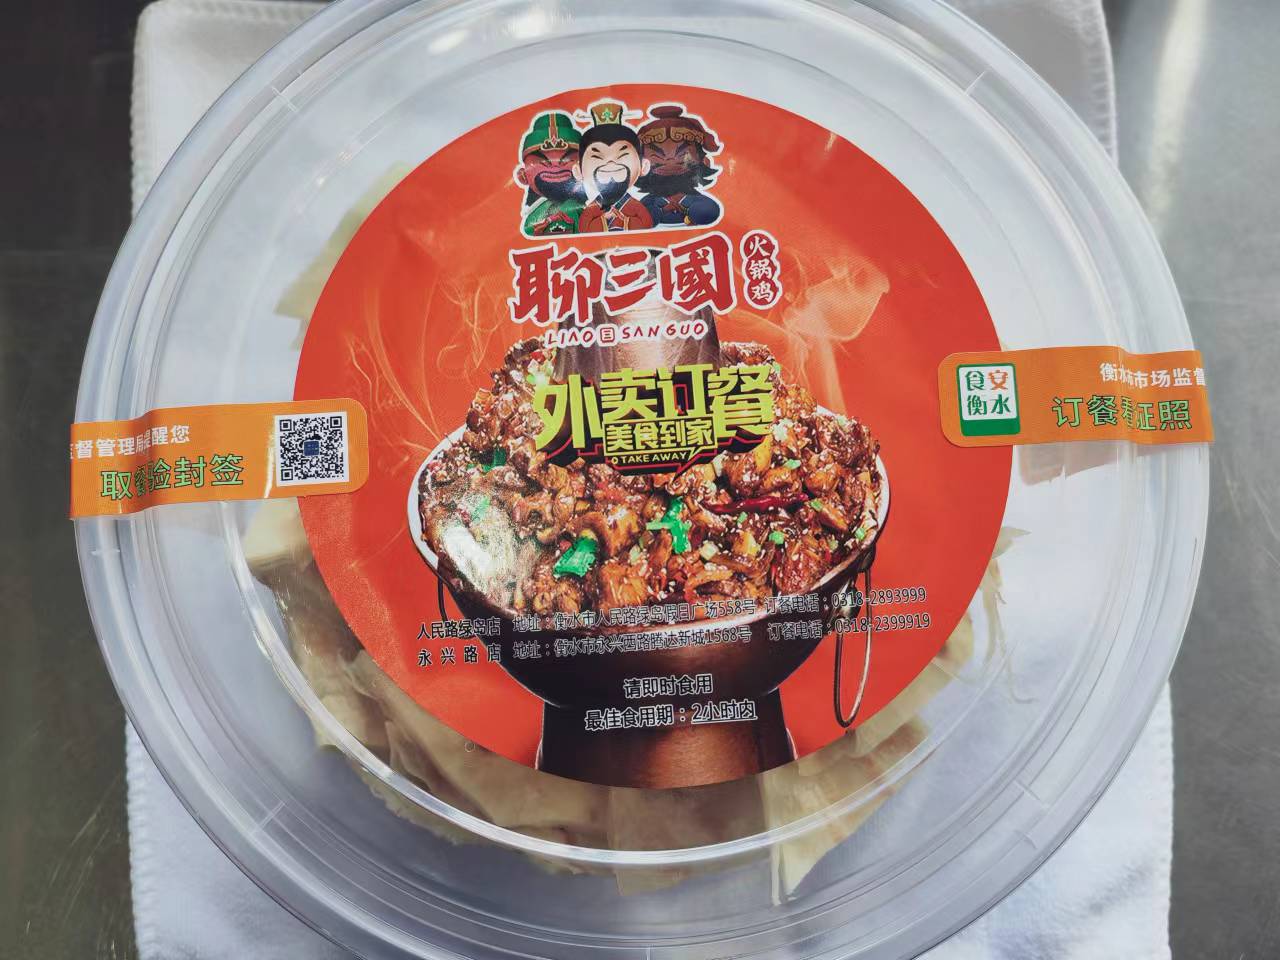 聊三國
火锅鸡
LIAO SAN GUO
外卖订餐
美食到家
TAKE AWAY
督管理局提醒您
取餐验封签
食安
衡水
衡水市市场监督
订餐看证照
人民路绿岛店 地址:衡水市人民路绿岛假日广场558号 订餐电话:0318-2893999
永兴路店 地址:衡水市永兴西路腾达新城1568号 订餐电话:0318-2399919
请即时食用
最佳食用期:2小时内